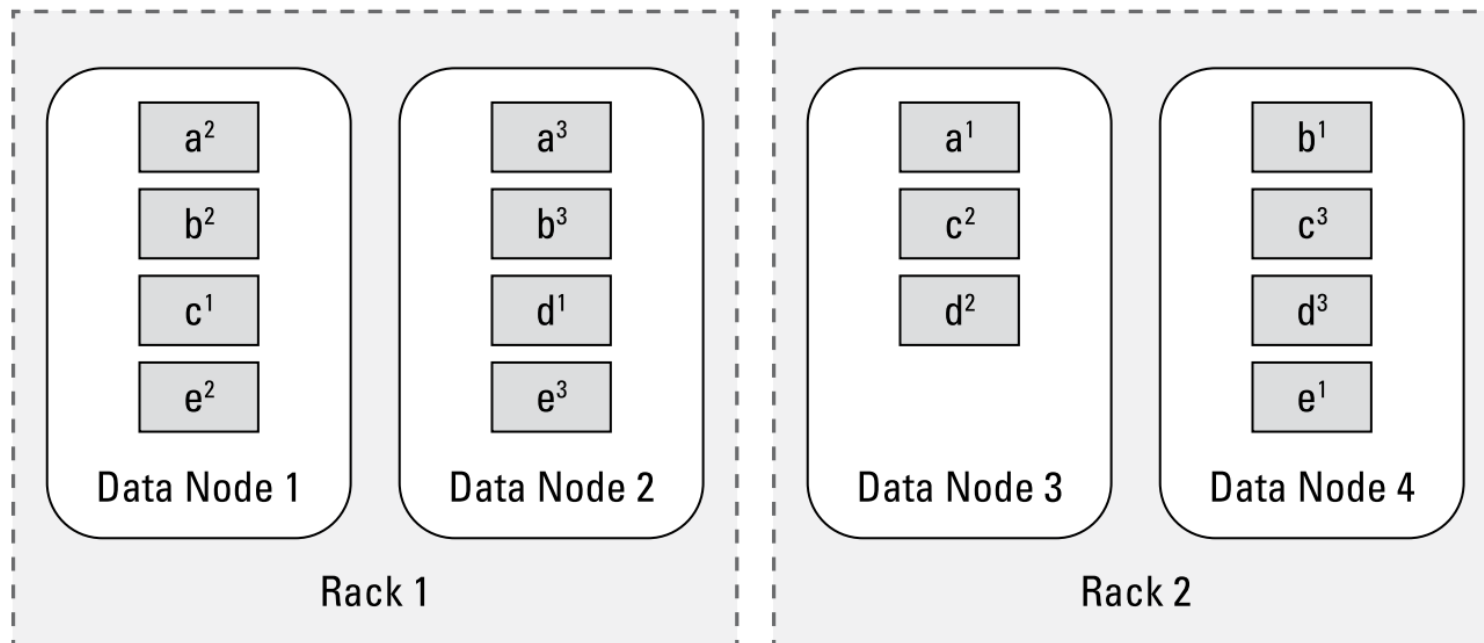 a²
b²
c¹
e²
Data Node 1
a³
b³
d¹
e³
Data Node 2
Rack 1
a¹
c²
d²
Data Node 3
b¹
c³
d³
e¹
Data Node 4
Rack 2